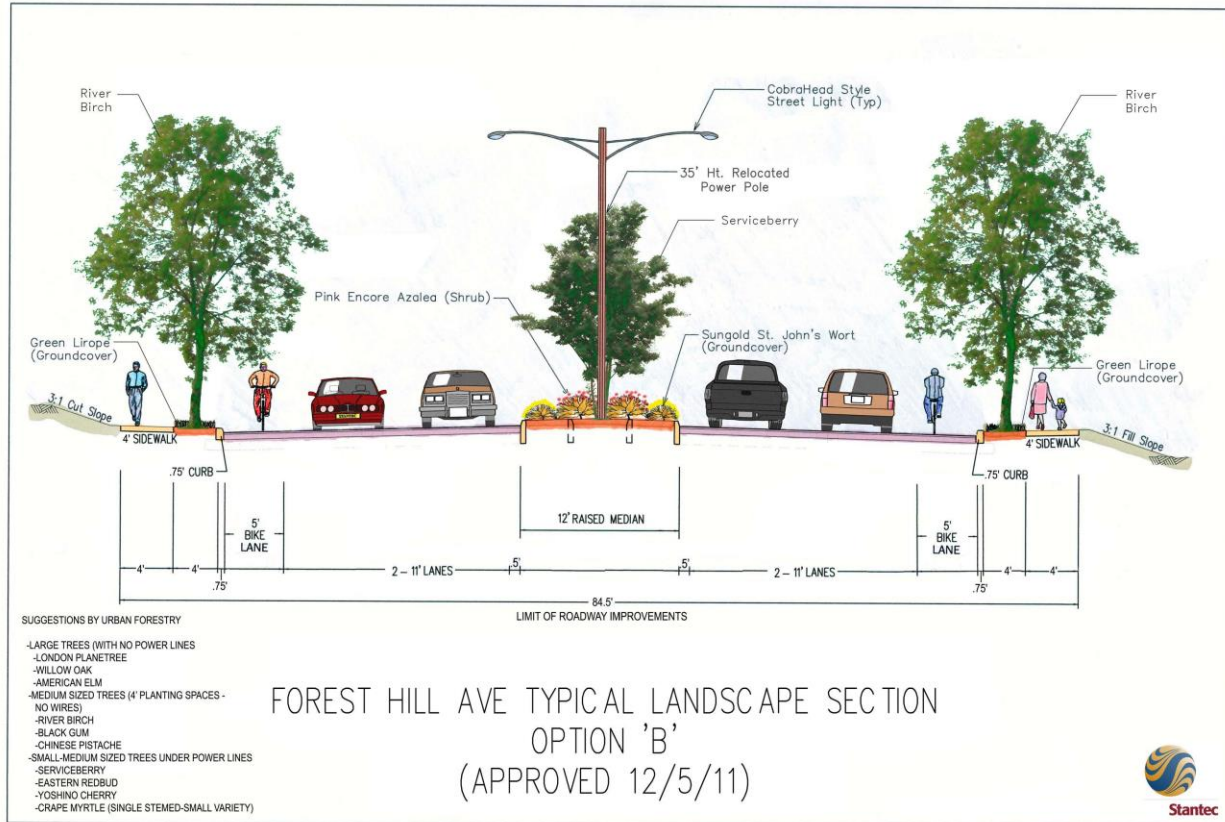 River
Birch
CobraHead Style
Street Light (Typ)
River
Birch
35' Ht. Relocated
Power Pole
Serviceberry
Pink Encore Azalea (Shrub)
Green Lirope
(Groundcover)
Sungold St. John's Wort
(Groundcover)
Green Lirope
(Groundcover)
3:1 Cut Slope
4' SIDEWALK
4' SIDEWALK
3:1 Fill Slope
.75' CURB
.75' CURB
5'
BIKE
LANE
12' RAISED MEDIAN
5'
BIKE
LANE
4'
4'
.75'
2 - 11' LANES
.5'
.5'
2 - 11' LANES
.75'
4'
4'
84.5'
LIMIT OF ROADWAY IMPROVEMENTS
SUGGESTIONS BY URBAN FORESTRY
-LARGE TREES (WITH NO POWER LINES
-LONDON PLANETREE
-WILLOW OAK
-AMERICAN ELM
-MEDIUM SIZED TREES (4' PLANTING SPACES -
NO WIRES)
-RIVER BIRCH
-BLACK GUM
-CHINESE PISTACHE
-SMALL-MEDIUM SIZED TREES UNDER POWER LINES
-SERVICEBERRY
-EASTERN REDBUD
-YOSHINO CHERRY
-CRAPE MYRTLE (SINGLE STEMED-SMALL VARIETY)
FOREST HILL AVE TYPICAL LANDSCAPE SECTION
OPTION 'B'
(APPROVED 12/5/11)
Stantec